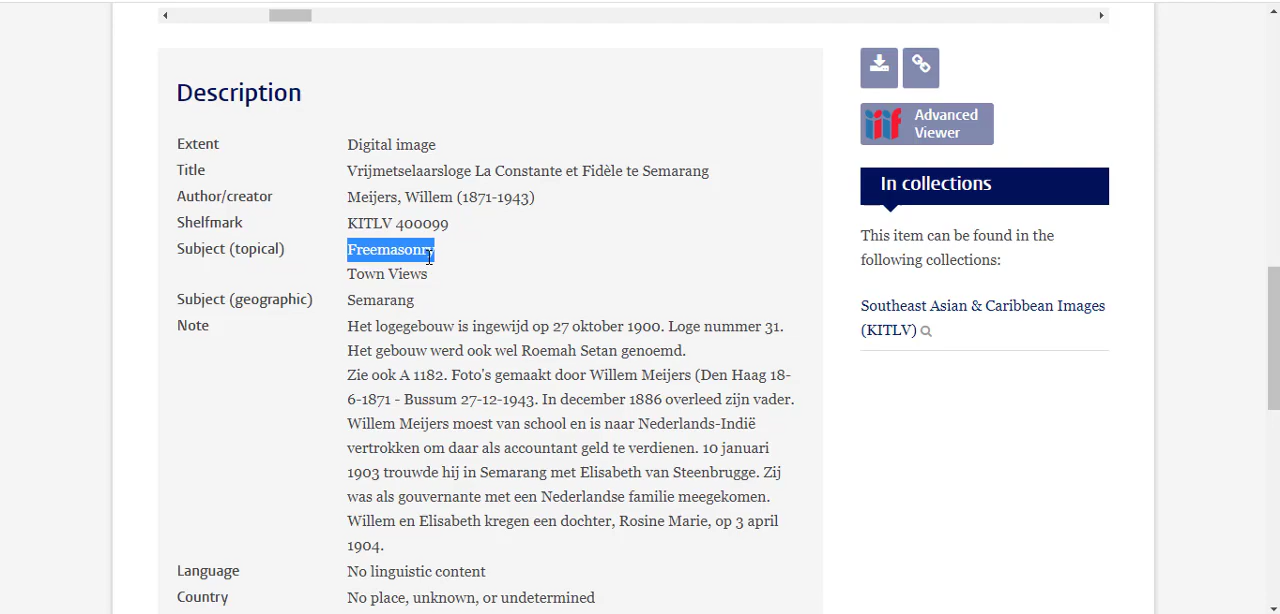 Description
Extent Digital image
Title Vrijmetselaarsloge La Constante et Fidèle te Semarang
Author/creator Meijers, Willem (1871-1943)
Shelfmark KITLV 400099
Subject (topical) Freemasonry
Town Views
Subject (geographic) Semarang
Note Het logegebouw is ingewijd op 27 oktober 1900. Loge nummer 31.
Het gebouw werd ook wel Roemah Setan genoemd.
Zie ook A 1182. Foto's gemaakt door Willem Meijers (Den Haag 18-
6-1871 - Bussum 27-12-1943. In december 1886 overleed zijn vader.
Willem Meijers moest van school en is naar Nederlands-Indië
vertrokken om daar als accountant geld te verdienen. 10 januari
1903 trouwde hij in Semarang met Elisabeth van Steenbrugge. Zij
was als gouvernante met een Nederlandse familie meegekomen.
Willem en Elisabeth kregen een dochter, Rosine Marie, op 3 april
1904.
Language No linguistic content
Country No place, unknown, or undetermined
iiif Advanced
Viewer
In collections
This item can be found in the
following collections:
Southeast Asian & Caribbean Images
(KITLV)